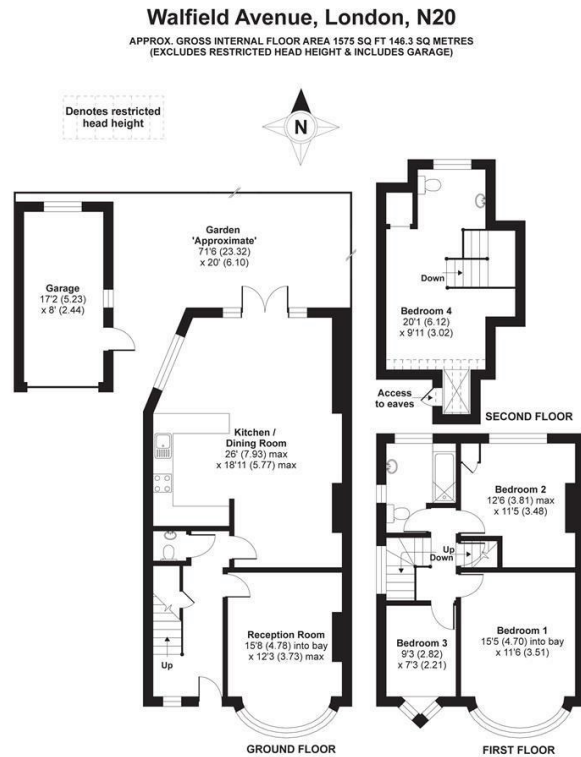 Walfield Avenue, London, N20
APPROX. GROSS INTERNAL FLOOR AREA 1575 SQ FT 146.3 SQ METRES
(EXCLUDES RESTRICTED HEAD HEIGHT & INCLUDES GARAGE)
Denotes restricted
head height
N
Garden
'Approximate'
71'6 (23.32)
x 20' (6.10)
Garage
17'2 (5.23)
x 8' (2.44)
Down
Bedroom 4
20'1 (6.12)
x 9'11 (3.02)
Access
to eaves
SECOND FLOOR
Kitchen /
Dining Room
26' (7.93) max
x 18'11 (5.77) max
Reception Room
15'8 (4.78) into bay
x 12'3 (3.73) max
Up
GROUND FLOOR
Bedroom 2
12'6 (3.81) max
x 11'5 (3.48)
Up
Down
Bedroom 3
9'3 (2.82)
x 7'3 (2.21)
Bedroom 1
15'5 (4.70) into bay
x 11'6 (3.51)
FIRST FLOOR